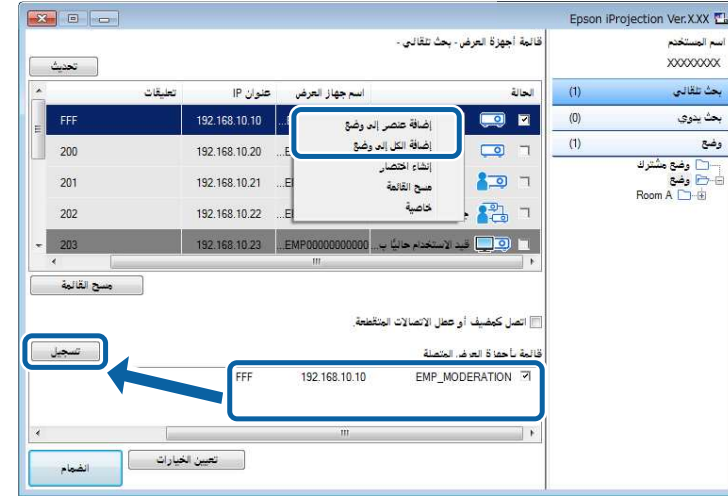 Epson iProjection Ver.X.XX
اسم المستخدم
XXXXXXXX
بحث تلقائي (1)
بحث يدوي (0)
وضع (1)
وضع مشترك
وضع
Room A
قائمة أجهزة العرض - بحث تلقائي -
تحديث
الحالة اسم جهاز العرض عنوان IP تعليقات
192.168.10.10 FFF
192.168.10.20 200
192.168.10.21 201
192.168.10.22 202
قيد الاستخدام حاليًا ب... EMP00000000000... 192.168.10.23 203
إضافة عنصر إلى وضع
إضافة الكل إلى وضع
إنشاء اختصار
مسح القائمة
خاصية
مسح القائمة
اتصل كمضيف أو عطل الاتصالات المتقطعة.
تسجيل
قائمة بأجهزة العرض المتصلة
EMP_MODERATION 192.168.10.10 FFF
تعيين الخيارات
انضمام